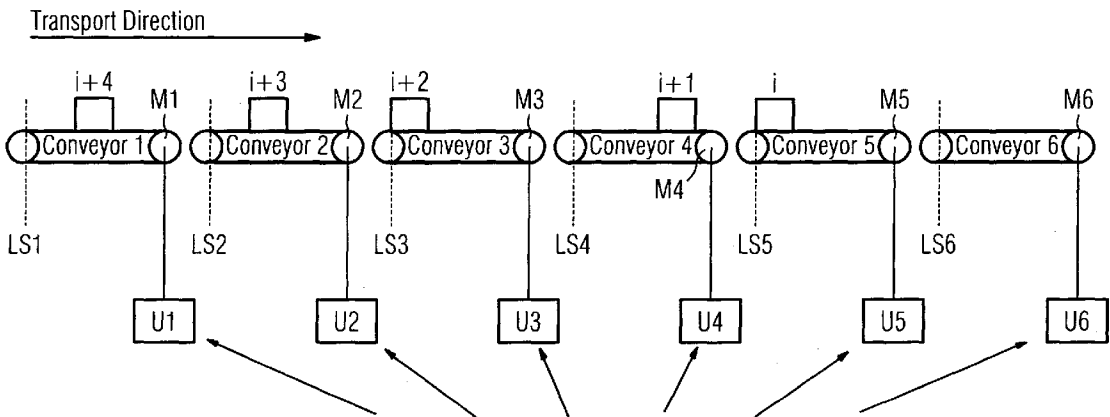 Transport Direction
i+4 M1 i+3 M2 i+2 M3 i+1 i M5 M6
Conveyor 1 Conveyor 2 Conveyor 3 Conveyor 4 Conveyor 5 Conveyor 6
M4
LS1 LS2 LS3 LS4 LS5 LS6
U1 U2 U3 U4 U5 U6